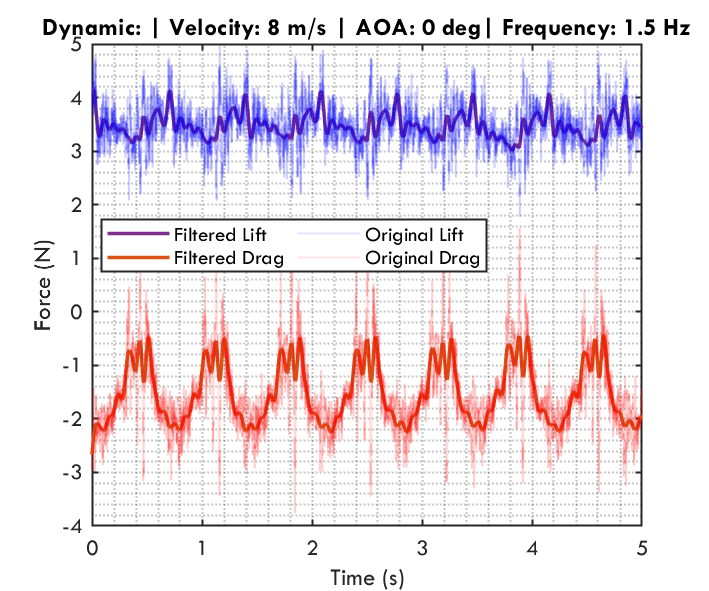 Dynamic: | Velocity: 8 m/s | AOA: 0 deg| Frequency: 1.5 Hz
5
4
3
2
1
0
-1
-2
-3
-4
Force (N)
Filtered Lift Original Lift
Filtered Drag Original Drag
0 1 2 3 4 5
Time (s)